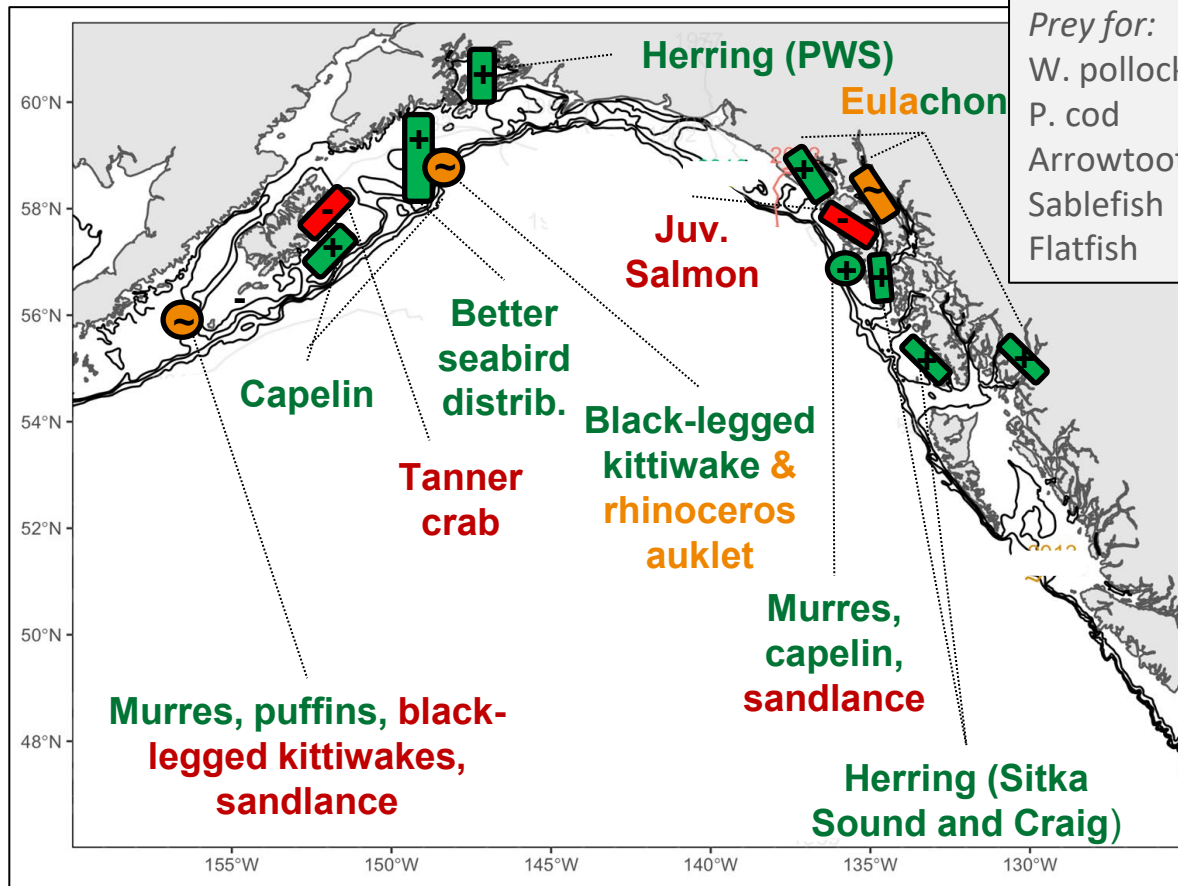 Prey for:
W. pollock
P. cod
Sablefish
Flatfish
Herring (PWS)
Eulachon
60°N
58°N
56°N
54°N
52°N
50°N
48°N
Juv.
Salmon
Better
seabird
distrib.
Capelin
Tanner
crab
Black-legged
kittiwake &
rhinoceros
auklet
Murres,
capelin,
sandlance
Murres, puffins, black-
legged kittiwakes,
sandlance
Herring (Sitka
Sound and Craig)
+
+
~
-
+
-
~
+
~
-
+
+
+
+
155°W
150°W
145°W
140°W
135°W
130°W